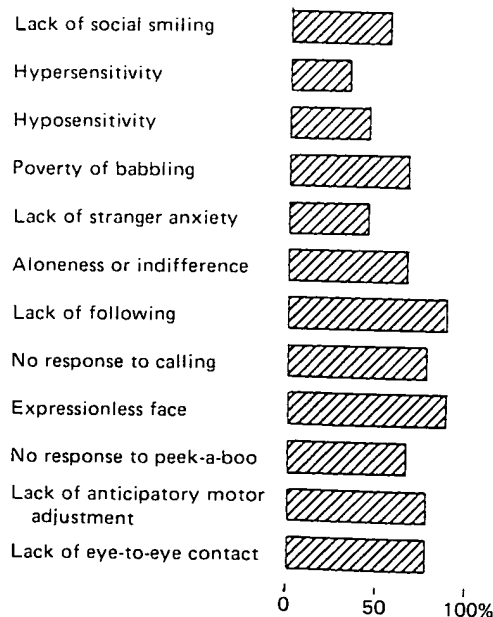 Lack of social smiling
Hypersensitivity
Hyposensitivity
Poverty of babbling
Lack of stranger anxiety
Aloneness or indifference
Lack of following
No response to calling
Expressionless face
No response to peek-a-boo
Lack of anticipatory motor
adjustment
Lack of eye-to-eye contact
0 50 100%